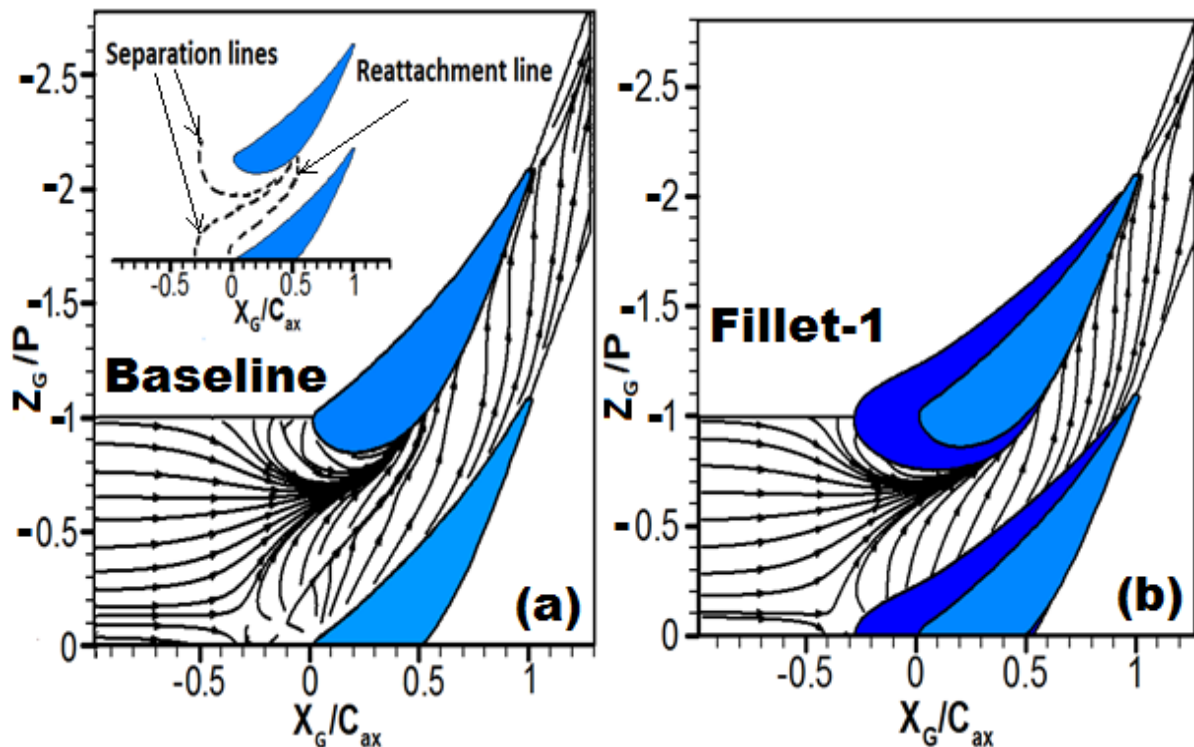 Separation lines
Reattachment line
-0.5 0 0.5 1
X_G/C_ax
-2.5
-2
-1.5
-1
-0.5
0
Z_G/P
Baseline
(a)
-0.5 0 0.5 1
X_G/C_ax
-2.5
-2
-1.5
-1
-0.5
0
Z_G/P
Fillet-1
(b)
-0.5 0 0.5 1
X_G/C_ax